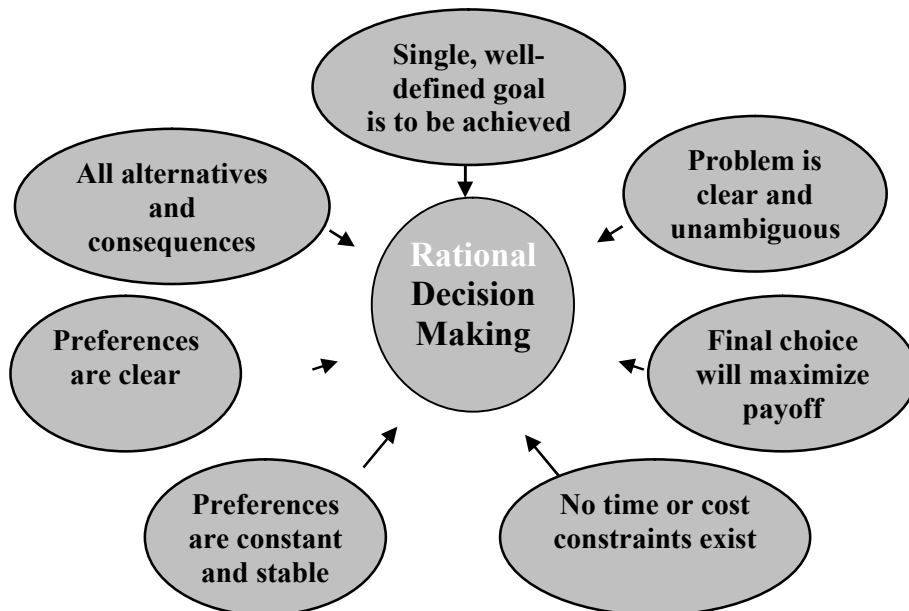 Single, well-
defined goal
is to be achieved
Problem is
clear and
unambiguous
Final choice
will maximize
payoff
No time or cost
constraints exist
Preferences
are constant
and stable
Preferences
are clear
All alternatives
and
consequences
Rational
Decision
Making